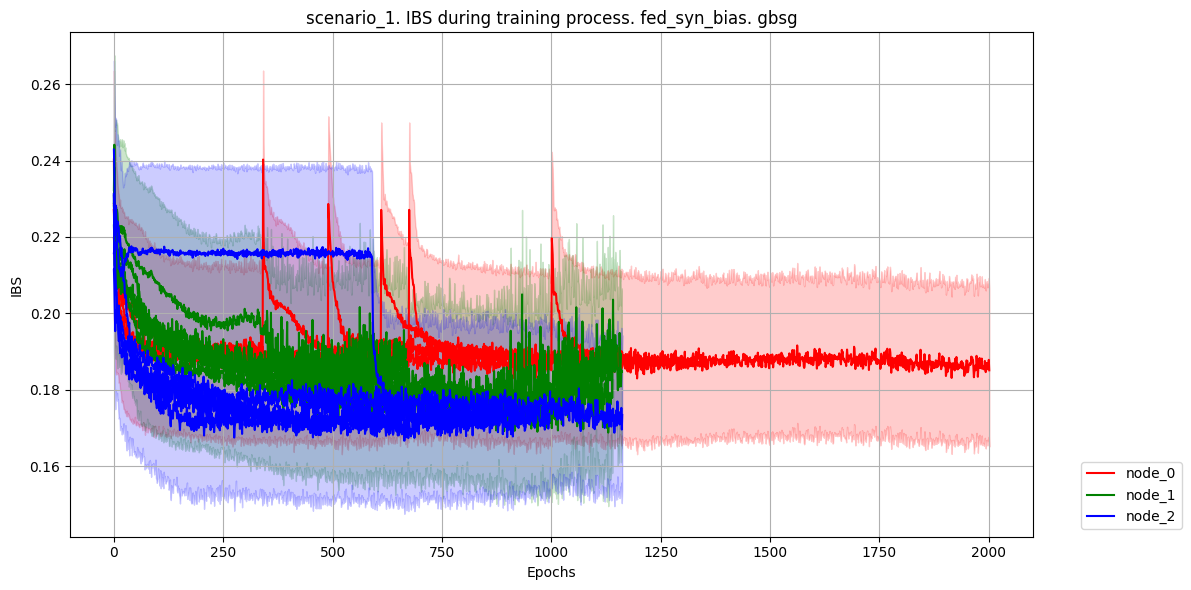 scenario_1. IBS during training process. fed_syn_bias. gbsg
0.26
0.24
0.22
0.20
0.18
0.16
IBS
0
250
500
750
1000
1250
1500
1750
2000
Epochs
node_0
node_1
node_2